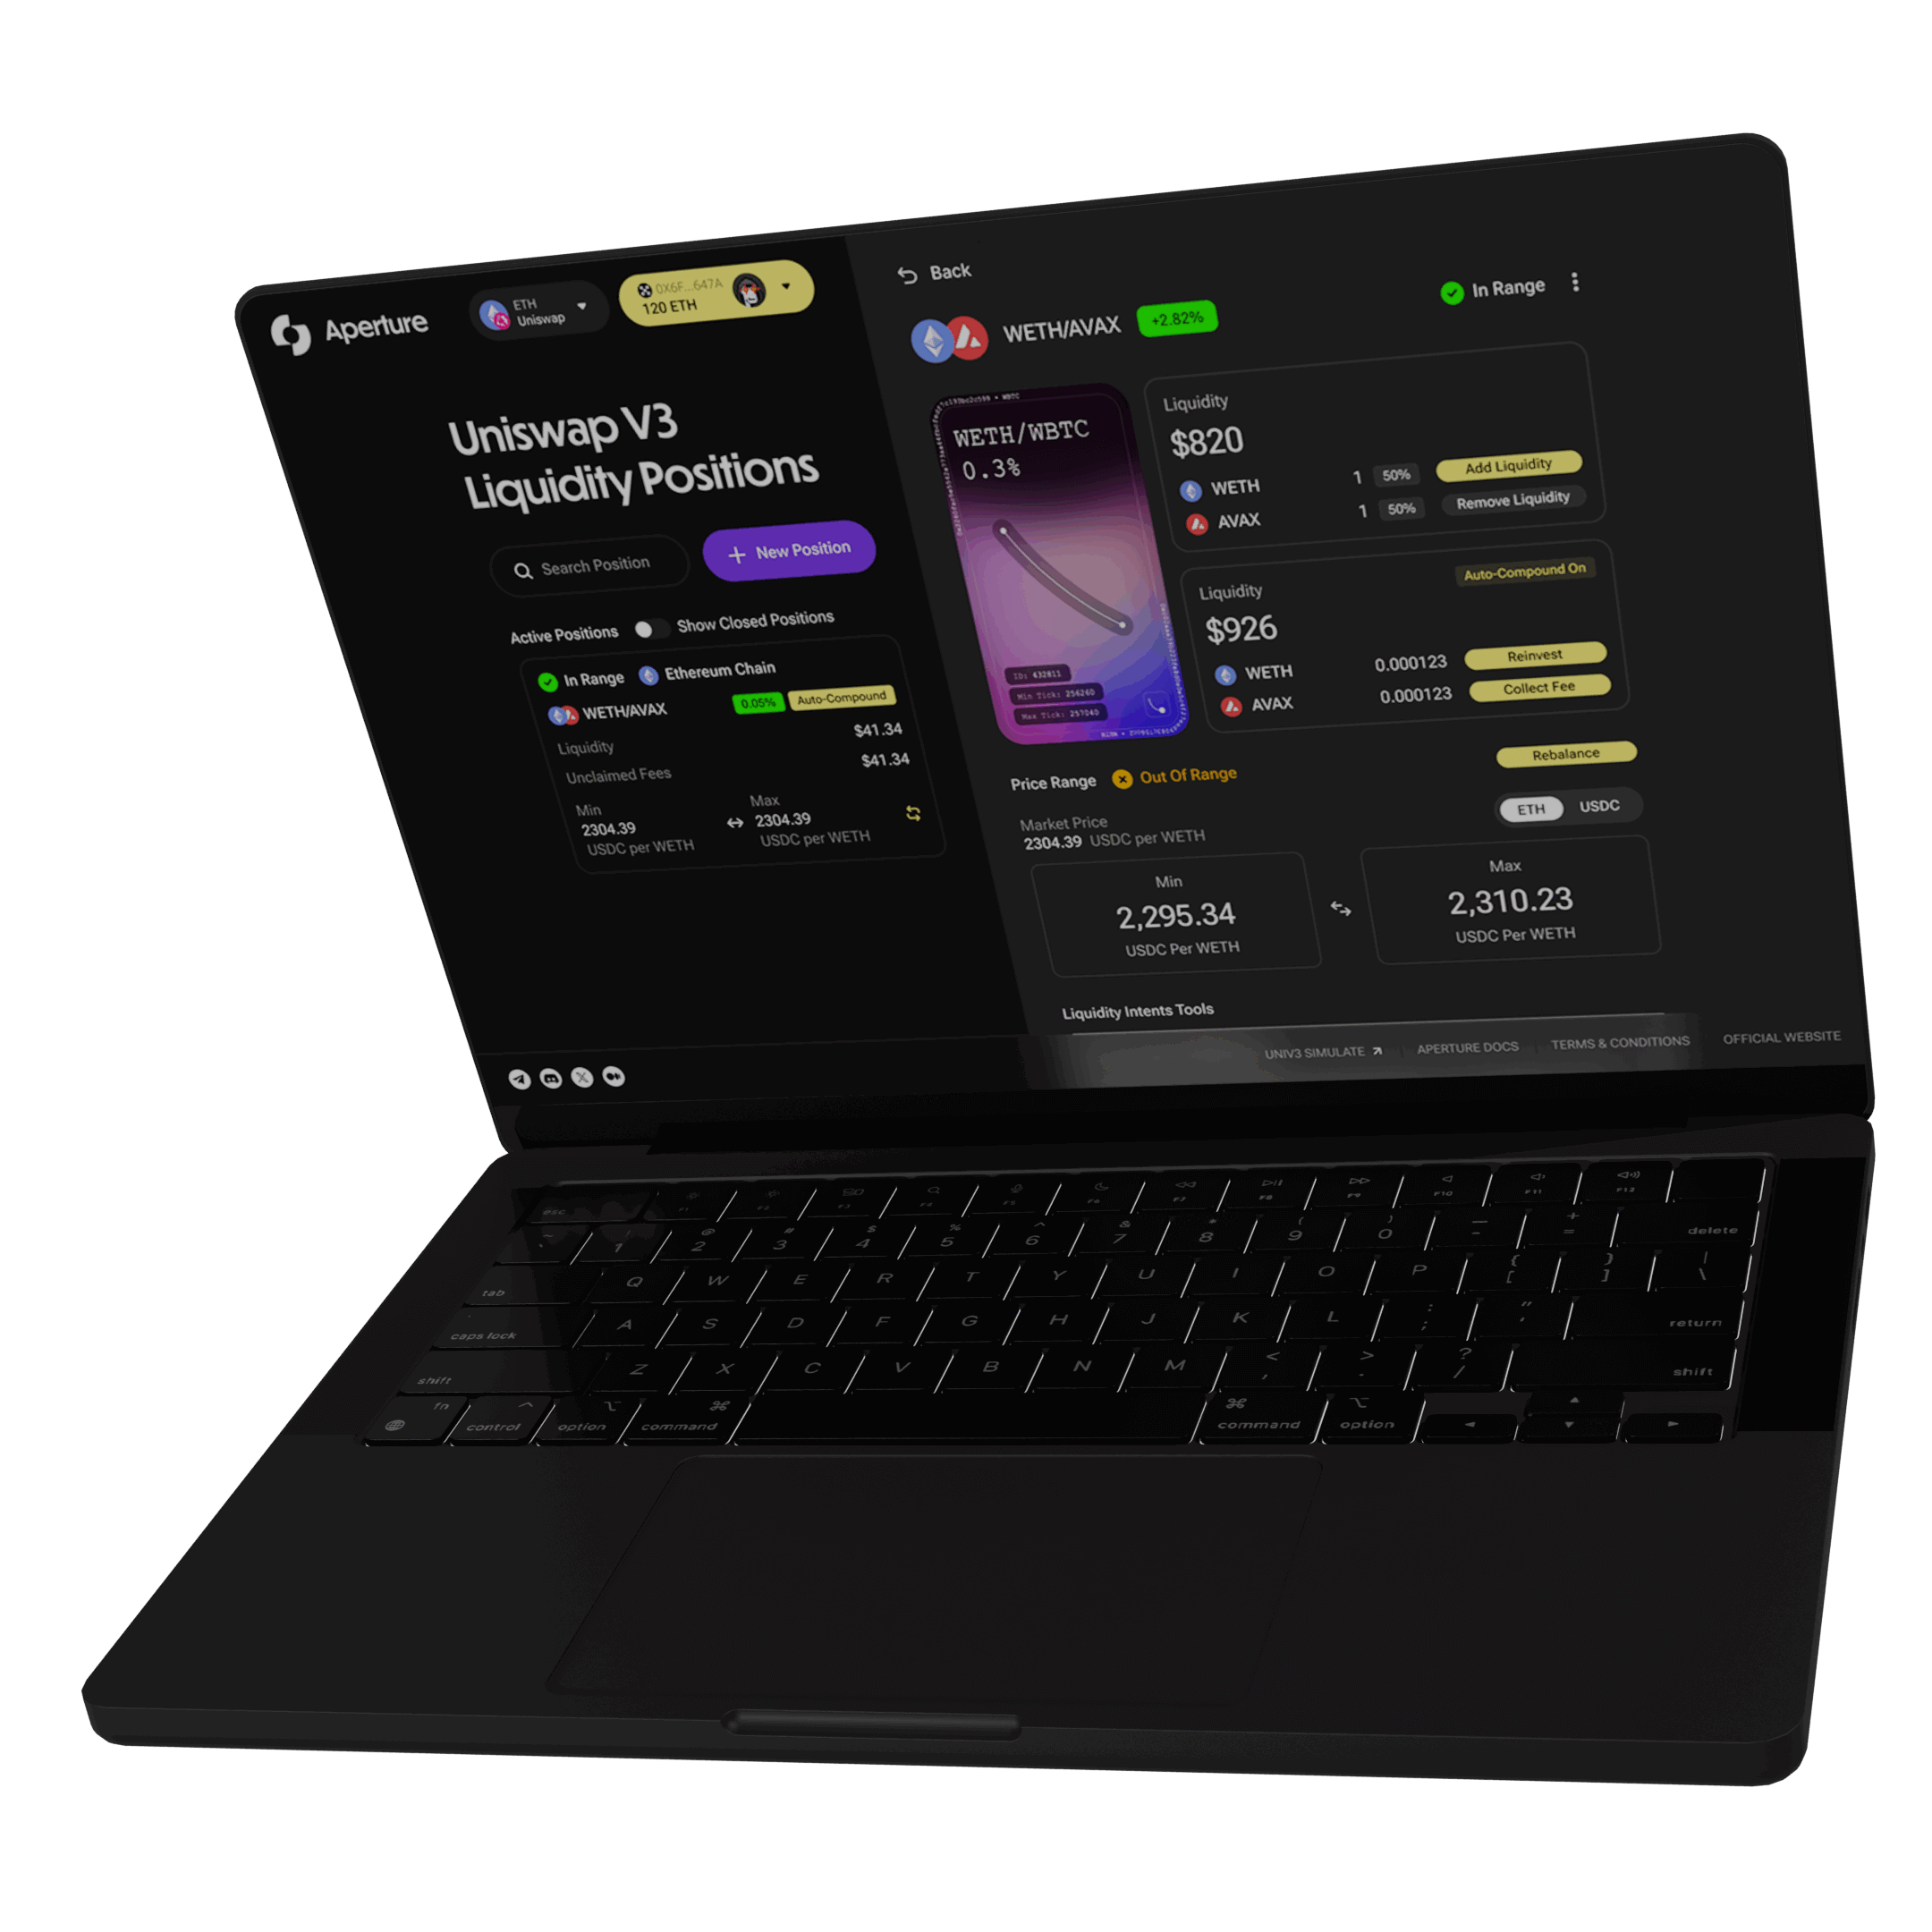 Aperture
ETH
Uniswap
0X6F...647A
120 ETH
Uniswap V3
Liquidity Positions
Search Position
New Position
Active Positions
Show Closed Positions
In Range
Ethereum Chain
WETH/AVAX
0.05%
Auto-Compound
Liquidity
$41.34
Unclaimed Fees
$41.34
Min
2304.39
USDC per WETH
Max
2304.39
USDC per WETH
Back
WETH/AVAX
+2.82%
In Range
WETH/WBTC
0.3%
ID: 432811
Min Tick: 256260
Max Tick: 257040
Liquidity
$820
WETH
1
50%
Add Liquidity
AVAX
1
50%
Remove Liquidity
Liquidity
Auto-Compound On
$926
WETH
0.000123
Reinvest
AVAX
0.000123
Collect Fee
Price Range
Out Of Range
Rebalance
Market Price
2304.39 USDC per WETH
ETH
USDC
Min
2,295.34
USDC Per WETH
Max
2,310.23
USDC Per WETH
Liquidity Intents Tools
UNIV3 SIMULATE
APERTURE DOCS
TERMS & CONDITIONS
OFFICIAL WEBSITE
esc F7 F8 F9 F10 F11 F12
~ @ # $ % ^ & * ( ) — +
` 1 2 3 4 5 6 7 8 9 0 - = delete
tab Q W E R T Y U I O P { [ } ] | \
caps lock A S D F G H J K L : ; " ' return
shift Z X C V B N M < , > . ? / shift
fn control option command command option